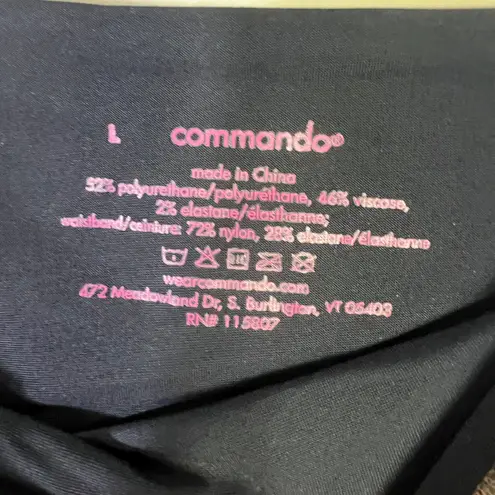 L commando®
made in China
52% polyurethane/polyuréthane, 46% viscose,
2% elastane/élasthanne;
waistband/ceinture: 72% nylon, 28% elastane/élasthanne
wearcommando.com
472 Meadowland Dr, S. Burlington, VT 05403
RN# 115807